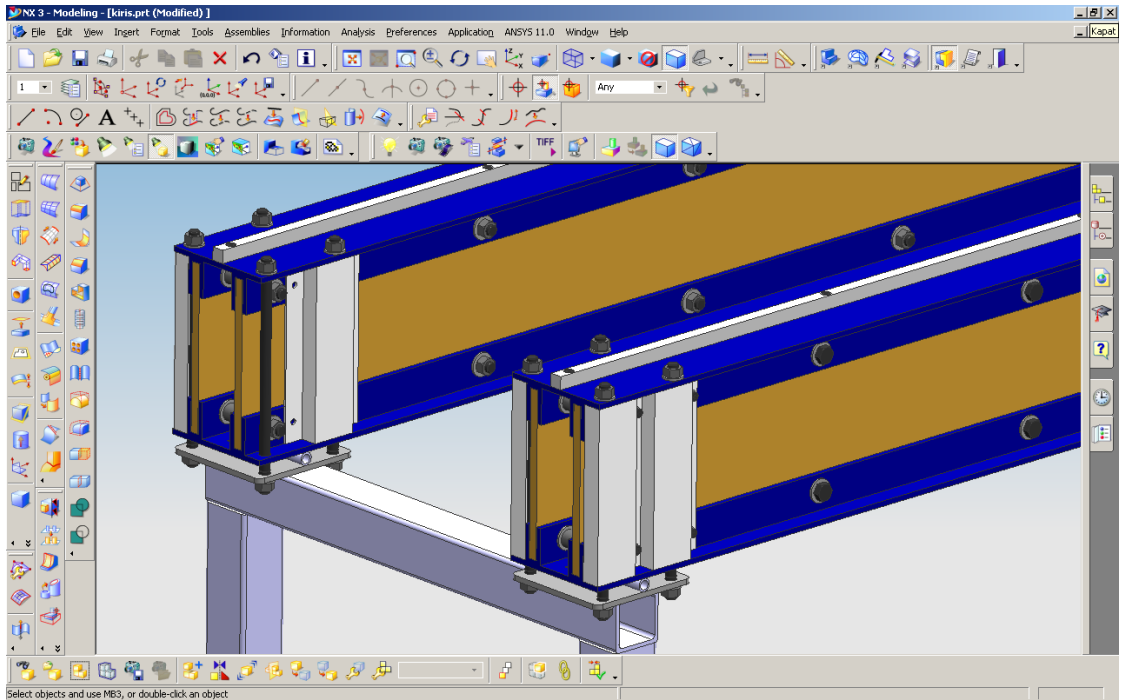 NX 3 - Modeling - [kiris.prt (Modified) ]
File Edit View Insert Format Tools Assemblies Information Analysis Preferences Application ANSYS 11.0 Window Help
Kapat
1
Any
A
TIFF
Select objects and use MB3, or double-click an object